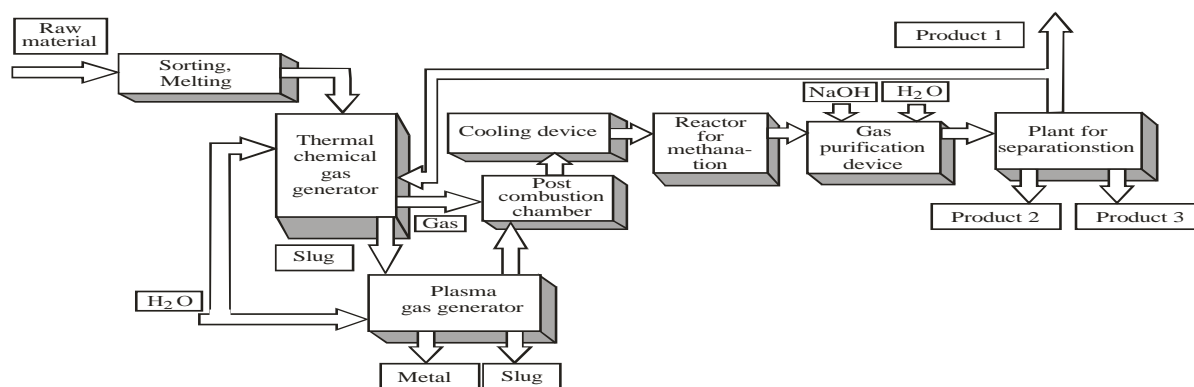 Raw
material
Sorting,
Melting
Product 1
NaOH
H2O
Thermal
chemical
gas
generator
Cooling device
Reactor
for
methana-
tion
Gas
purification
device
Plant for
separationstion
Post
combustion
chamber
Gas
Product 2
Product 3
Slug
H2O
Plasma
gas generator
Metal
Slug